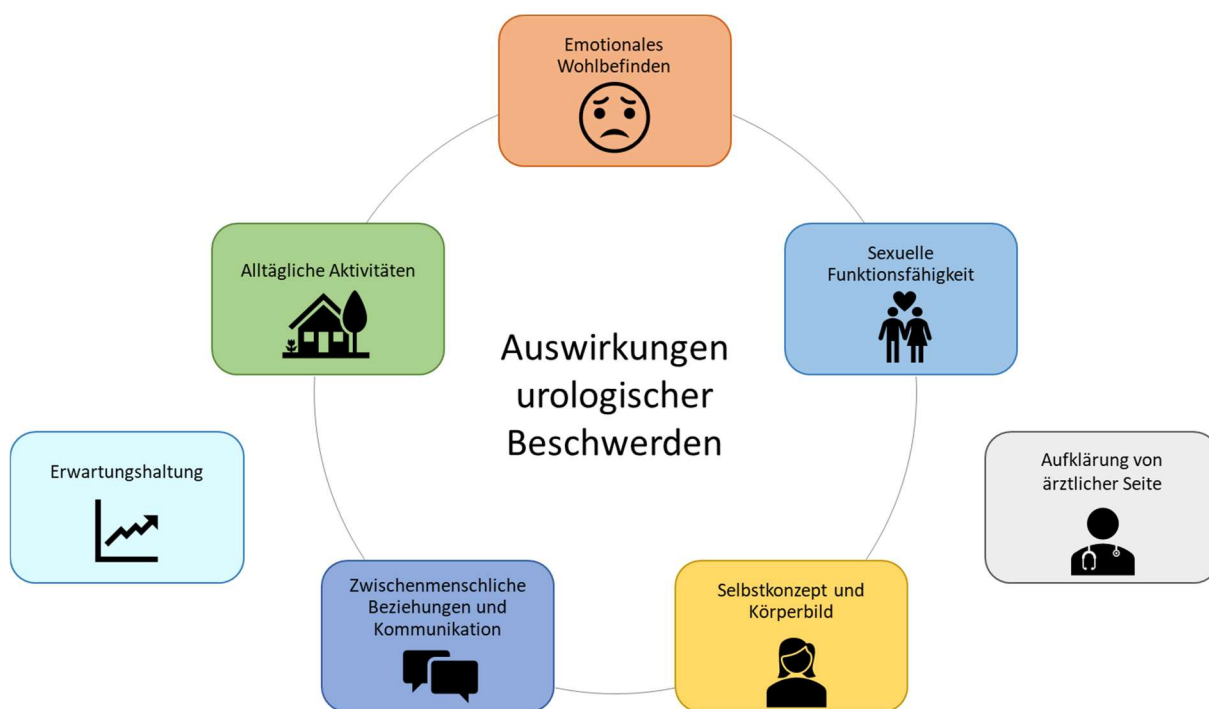 Emotionales
Wohlbefinden
Alltägliche Aktivitäten
Sexuelle
Funktionsfähigkeit
Auswirkungen
urologischer
Beschwerden
Erwartungshaltung
Aufklärung von
ärztlicher Seite
Zwischenmenschliche
Beziehungen und
Kommunikation
Selbstkonzept und
Körperbild